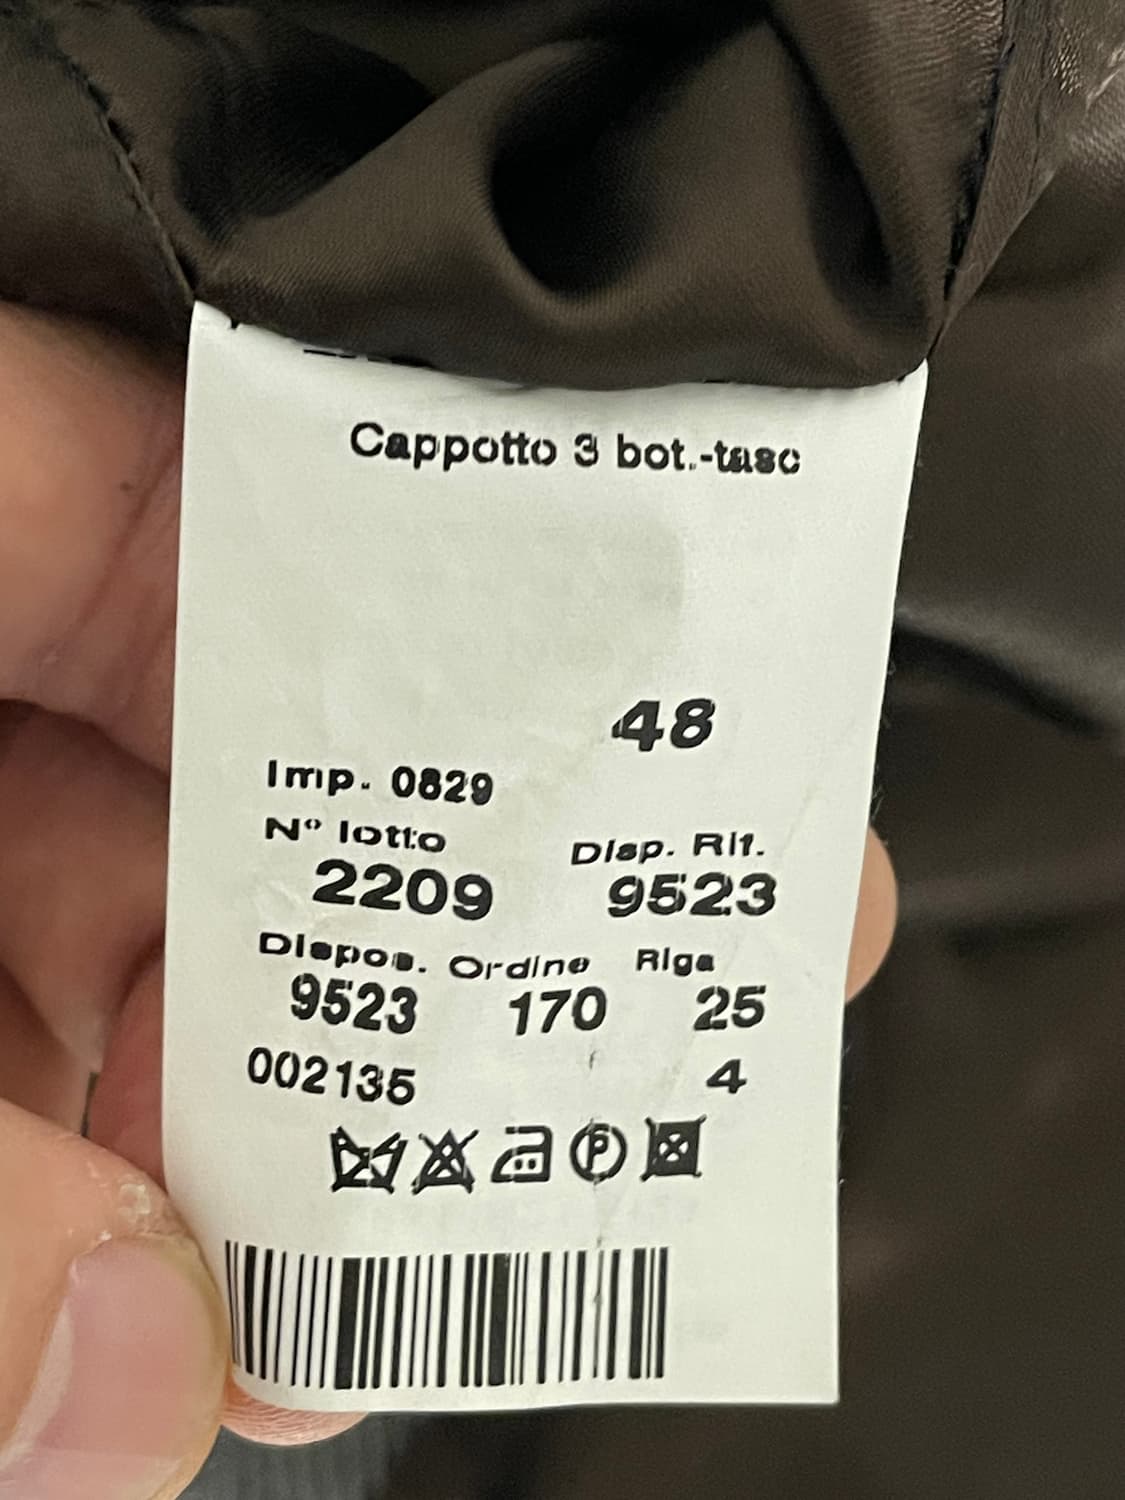 Cappotto 3 bot.-tasc
48
Imp. 0829
N° lotto Disp. Rif.
2209 9523
Dispos. Ordine Riga
9523 170 25
002135 4
P